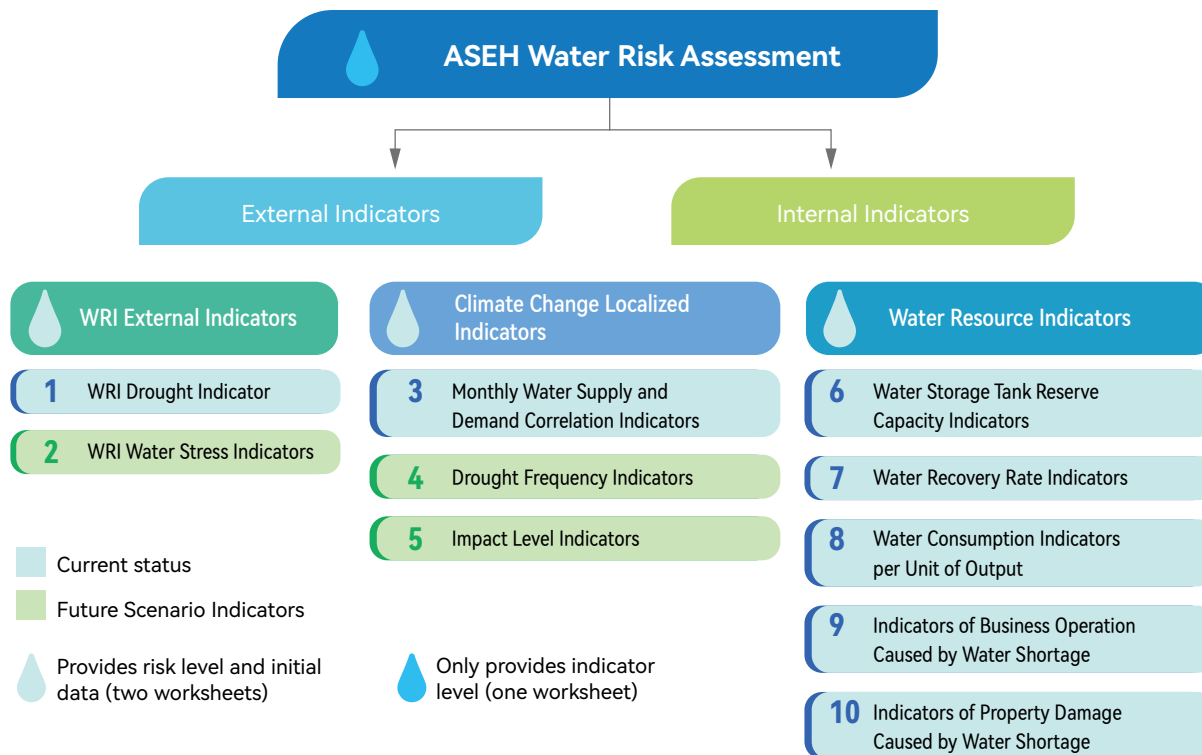 ASEH Water Risk Assessment
External Indicators
Internal Indicators
WRI External Indicators
1 WRI Drought Indicator
2 WRI Water Stress Indicators
Climate Change Localized
Indicators
3 Monthly Water Supply and
Demand Correlation Indicators
4 Drought Frequency Indicators
5 Impact Level Indicators
Water Resource Indicators
6 Water Storage Tank Reserve
Capacity Indicators
7 Water Recovery Rate Indicators
8 Water Consumption Indicators
per Unit of Output
9 Indicators of Business Operation
Caused by Water Shortage
10 Indicators of Property Damage
Caused by Water Shortage
Current status
Future Scenario Indicators
Provides risk level and initial
data (two worksheets)
Only provides indicator
level (one worksheet)